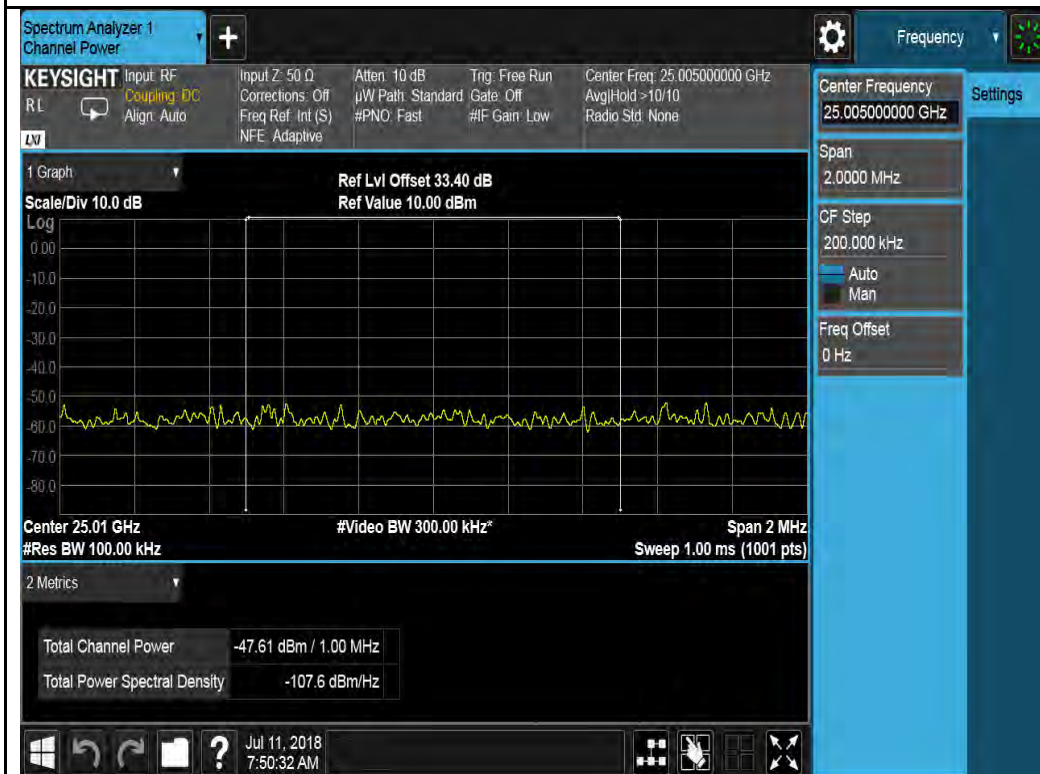 Spectrum Analyzer 1
Channel Power
Frequency
KEYSIGHT
RL
LXI
Input: RF
Coupling: DC
Align: Auto
Input Z: 50 Ω
Corrections: Off
Freq Ref: Int (S)
NFE: Adaptive
Atten: 10 dB
µW Path: Standard
#PNO: Fast
Trig: Free Run
Gate: Off
#IF Gain: Low
Center Freq: 25.005000000 GHz
Avg|Hold >10/10
Radio Std: None
Center Frequency
25.005000000 GHz
Settings
Span
2.0000 MHz
CF Step
200.000 kHz
Auto
Man
Freq Offset
0 Hz
1 Graph
Scale/Div 10.0 dB
Ref Lvl Offset 33.40 dB
Ref Value 10.00 dBm
Log
0.00
-10.0
-20.0
-30.0
-40.0
-50.0
-60.0
-70.0
-80.0
Center 25.01 GHz
#Video BW 300.00 kHz*
Span 2 MHz
#Res BW 100.00 kHz
Sweep 1.00 ms (1001 pts)
2 Metrics
Total Channel Power -47.61 dBm / 1.00 MHz
Total Power Spectral Density -107.6 dBm/Hz
?
Jul 11, 2018
7:50:32 AM